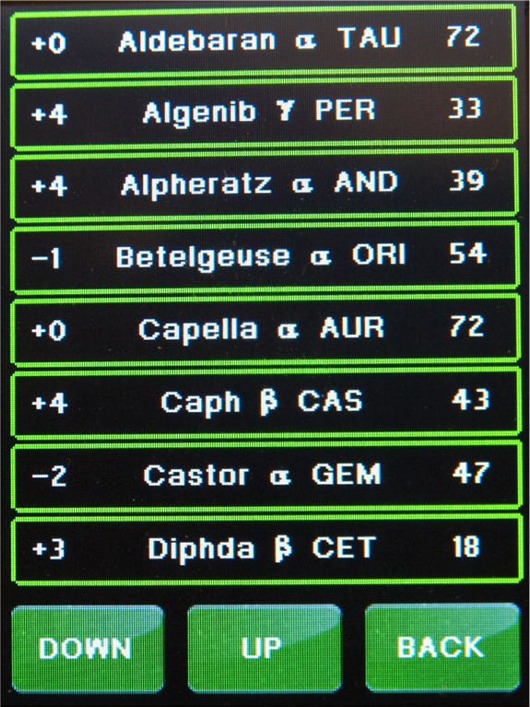 +0 Aldebaran α TAU 72
+4 Algenib γ PER 33
+4 Alpheratz α AND 39
-1 Betelgeuse α ORI 54
+0 Capella α AUR 72
+4 Caph β CAS 43
-2 Castor α GEM 47
+3 Diphda β CET 18
DOWN UP BACK